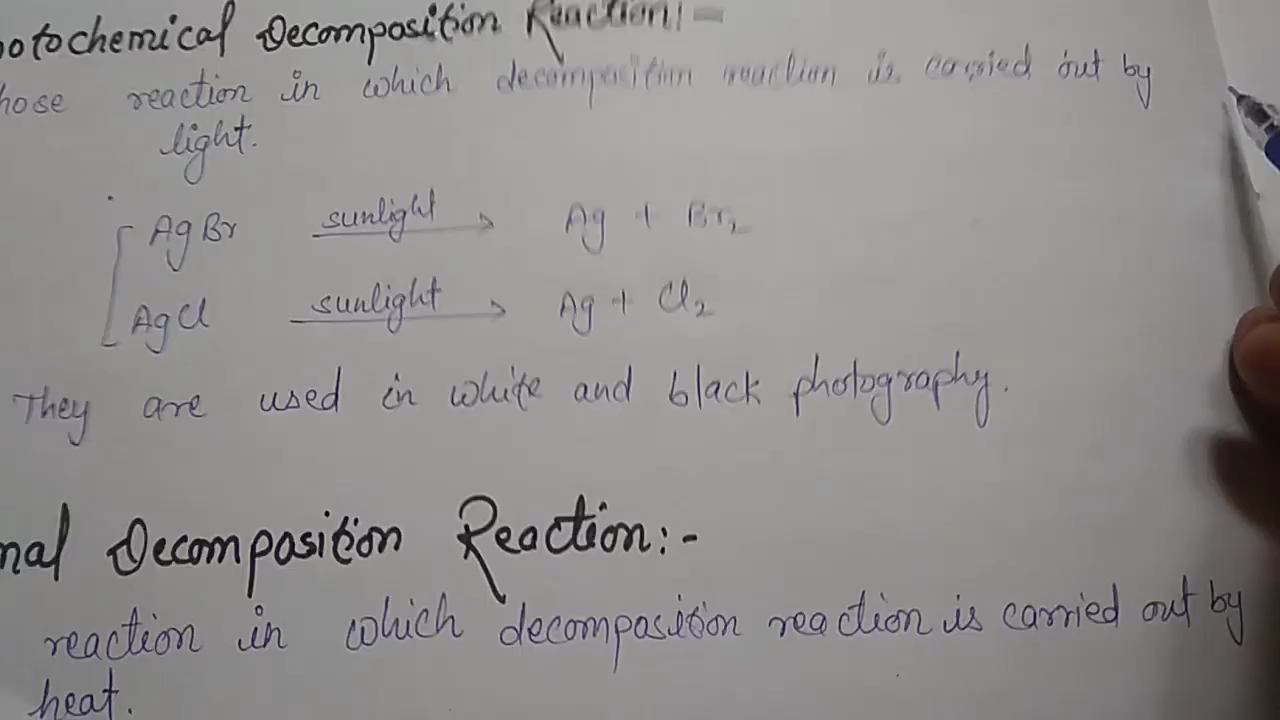 otochemical Decomposition Reaction:-
hose reaction in which decomposition reaction is carried out by
light.
AgBr sunlight → Ag + Br₂
AgCl sunlight → Ag + Cl₂
They are used in white and black photography.
nal Decomposition Reaction:-
reaction in which decomposition reaction is carried out by
heat.